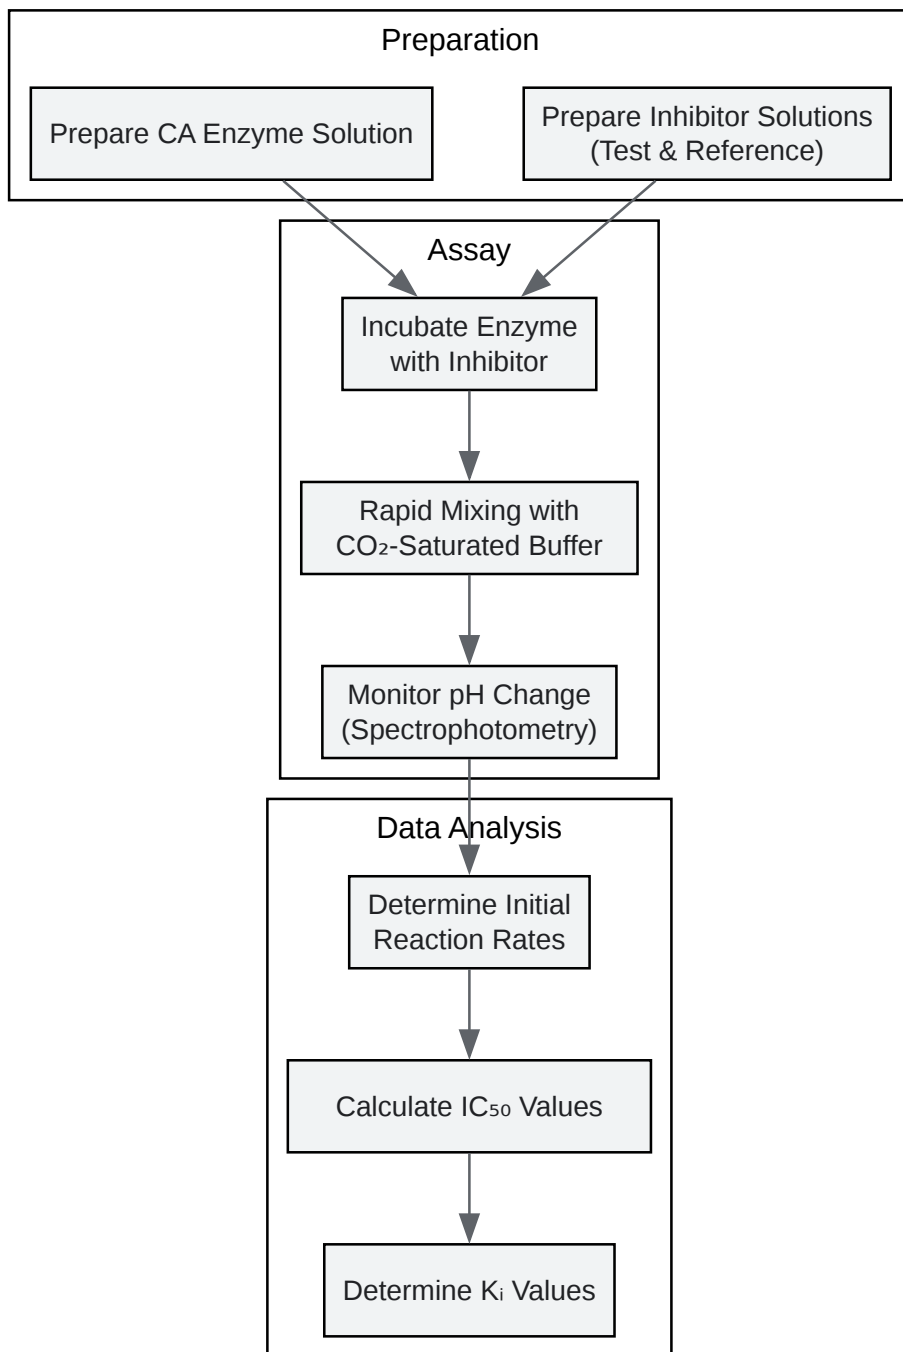 Preparation
Prepare CA Enzyme Solution
Prepare Inhibitor Solutions
(Test & Reference)
Assay
Incubate Enzyme
with Inhibitor
Rapid Mixing with
CO₂-Saturated Buffer
Monitor pH Change
(Spectrophotometry)
Data Analysis
Determine Initial
Reaction Rates
Calculate IC₅₀ Values
Determine Kᵢ Values